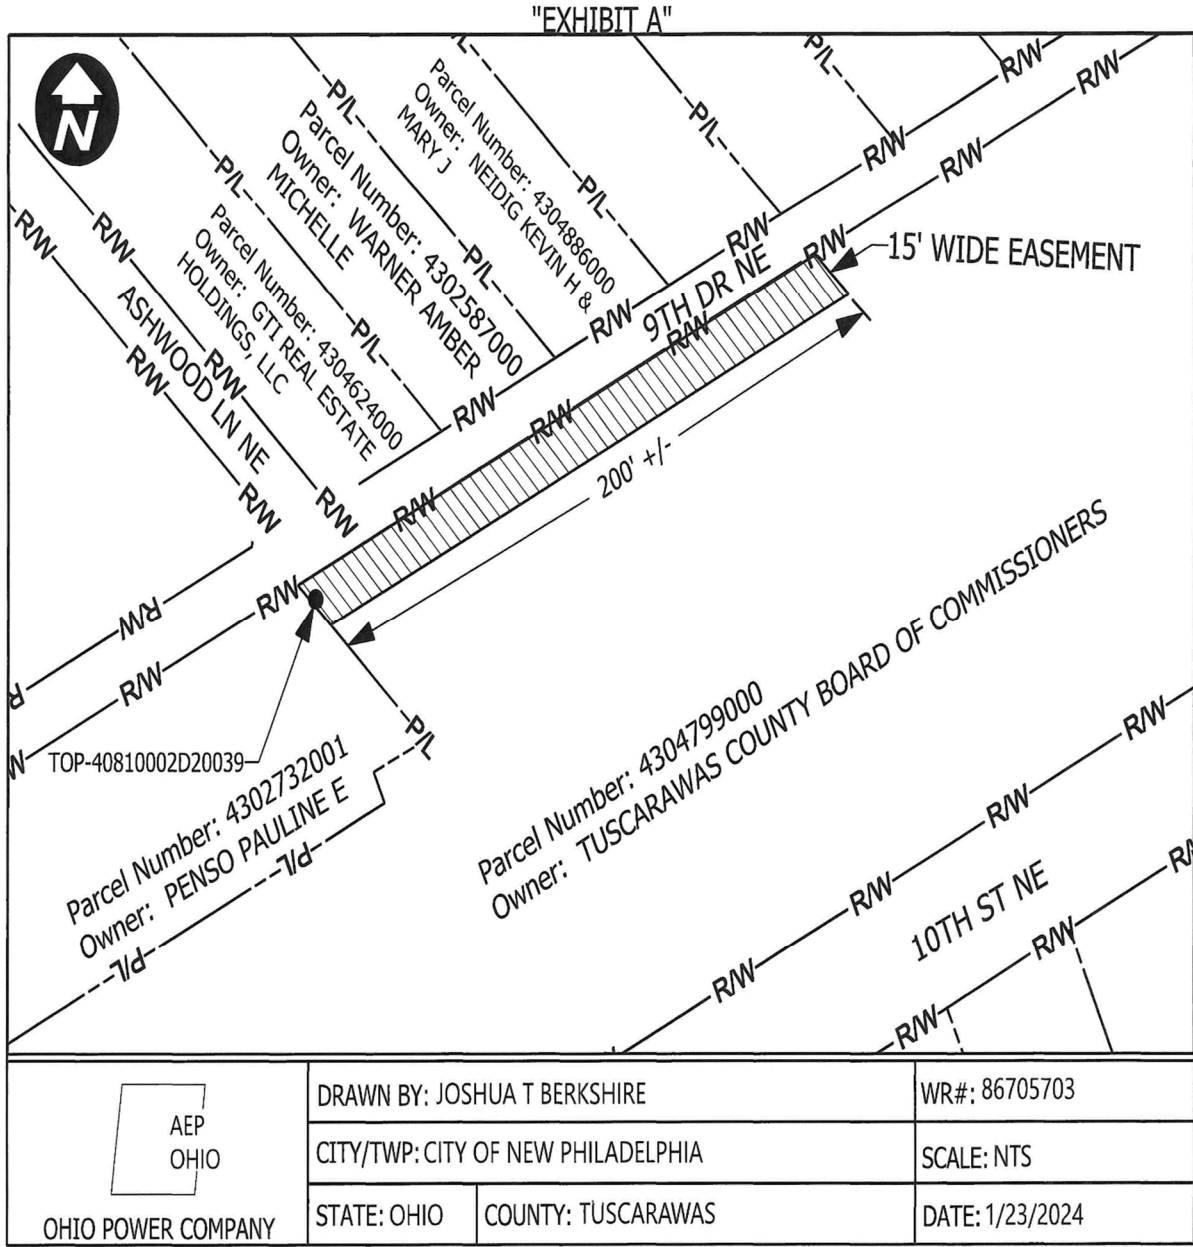 "EXHIBIT A"
N
P/L
P/L
R/W
R/W
P/L
P/L
Parcel Number: 4304886000
Owner: NEIDIG KEVIN H &
MARY J
P/L
R/W
R/W
Parcel Number: 4302587000
Owner: WARNER AMBER
MICHELLE
P/L
P/L
R/W
R/W
15' WIDE EASEMENT
Parcel Number: 4304624000
Owner: GTI REAL ESTATE
HOLDINGS, LLC
P/L
R/W
R/W
R/W
9TH DR NE
R/W
ASHWOOD LN NE
R/W
R/W
R/W
R/W
R/W
R/W
R/W
200' +/-
R/W
R/W
R/W
R
W
TOP-40810002D20039
P/L
Parcel Number: 4302732001
Owner: PENSO PAULINE E
P/L
P/L
Parcel Number: 4304799000
Owner: TUSCARAWAS COUNTY BOARD OF COMMISSIONERS
R/W
R/W
R/W
R/W
10TH ST NE
R/W
R/W
AEP
OHIO
OHIO POWER COMPANY
DRAWN BY: JOSHUA T BERKSHIRE
WR#: 86705703
CITY/TWP: CITY OF NEW PHILADELPHIA
SCALE: NTS
STATE: OHIO
COUNTY: TUSCARAWAS
DATE: 1/23/2024